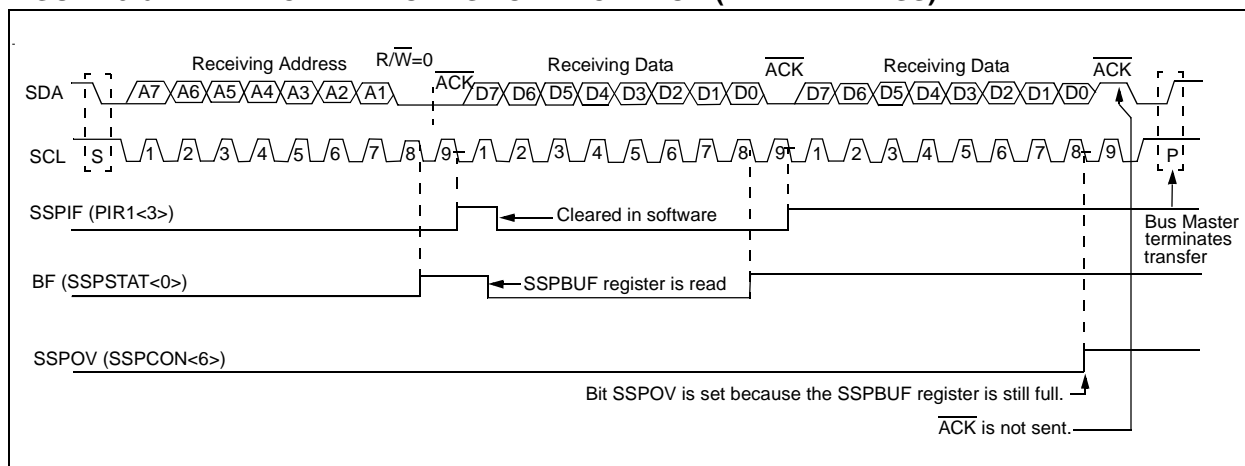 Receiving Address R/W̅=0 Receiving Data Receiving Data
A̅C̅K̅ A̅C̅K̅ A̅C̅K̅
SDA A7 A6 A5 A4 A3 A2 A1 D7 D6 D5 D4 D3 D2 D1 D0 D7 D6 D5 D4 D3 D2 D1 D0
SCL S 1 2 3 4 5 6 7 8 9 1 2 3 4 5 6 7 8 9 1 2 3 4 5 6 7 8 9 P
SSPIF (PIR1<3>) Cleared in software
Bus Master
terminates
transfer
BF (SSPSTAT<0>) SSPBUF register is read
SSPOV (SSPCON<6>)
Bit SSPOV is set because the SSPBUF register is still full.
A̅C̅K̅ is not sent.